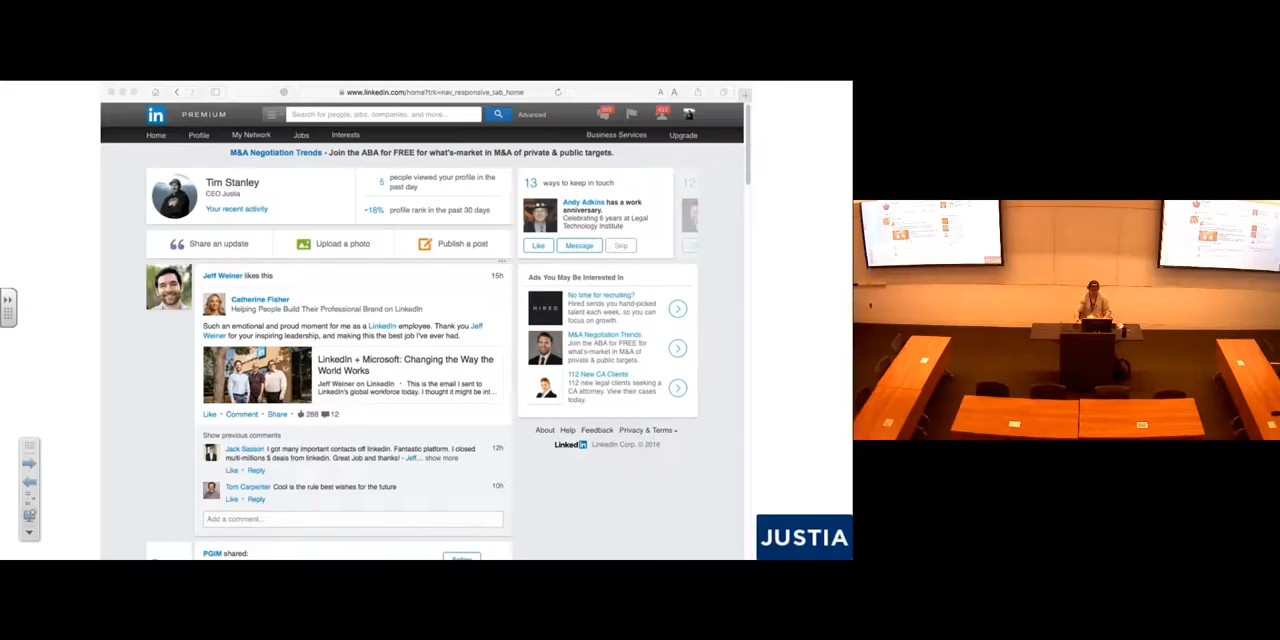 www.linkedin.com/home?trk=nav_responsive_tab_home
A A
in PREMIUM
Search for people, jobs, companies, and more...
Advanced
Home Profile My Network Jobs Interests
Business Services Upgrade
M&A Negotiation Trends - Join the ABA for FREE for what's-market in M&A of private & public targets.
Tim Stanley
CEO Justia
Your recent activity
5 people viewed your profile in the
past day
-18% profile rank in the past 30 days
13 ways to keep in touch
12
Andy Adkins has a work
anniversary.
Celebrating 6 years at Legal
Technology Institute
Like Message Skip
Share an update
Upload a photo
Publish a post
Jeff Weiner likes this
15h
Catherine Fisher
Helping People Build Their Professional Brand on LinkedIn
Such an emotional and proud moment for me as a LinkedIn employee. Thank you Jeff
Weiner for your inspiring leadership, and making this the best job I've ever had.
LinkedIn + Microsoft: Changing the Way the
World Works
Jeff Weiner on LinkedIn • This is the email I sent to
LinkedIn's global workforce today. I thought it might be int...
Like • Comment • Share • 288 12
Show previous comments
Jack Sasson I got many important contacts off linkedin. Fantastic platform. I closed
multi-millions $ deals from linkedin. Great Job and thanks! - Jeff... show more
12h
Like • Reply
Tom Carpenter Cool is the rule best wishes for the future
10h
Like • Reply
Add a comment...
PGIM shared:
Follow
Ads You May Be Interested In
HIRED
No time for recruiting?
Hired sends you hand-picked
talent each week, so you can
focus on growth.
M&A Negotiation Trends
Join the ABA for FREE for
what's-market in M&A of
private & public targets.
112 New CA Clients
112 new legal clients seeking a
CA attorney. View their cases
today.
About Help Feedback Privacy & Terms
LinkedIn LinkedIn Corp. © 2016
JUSTIA